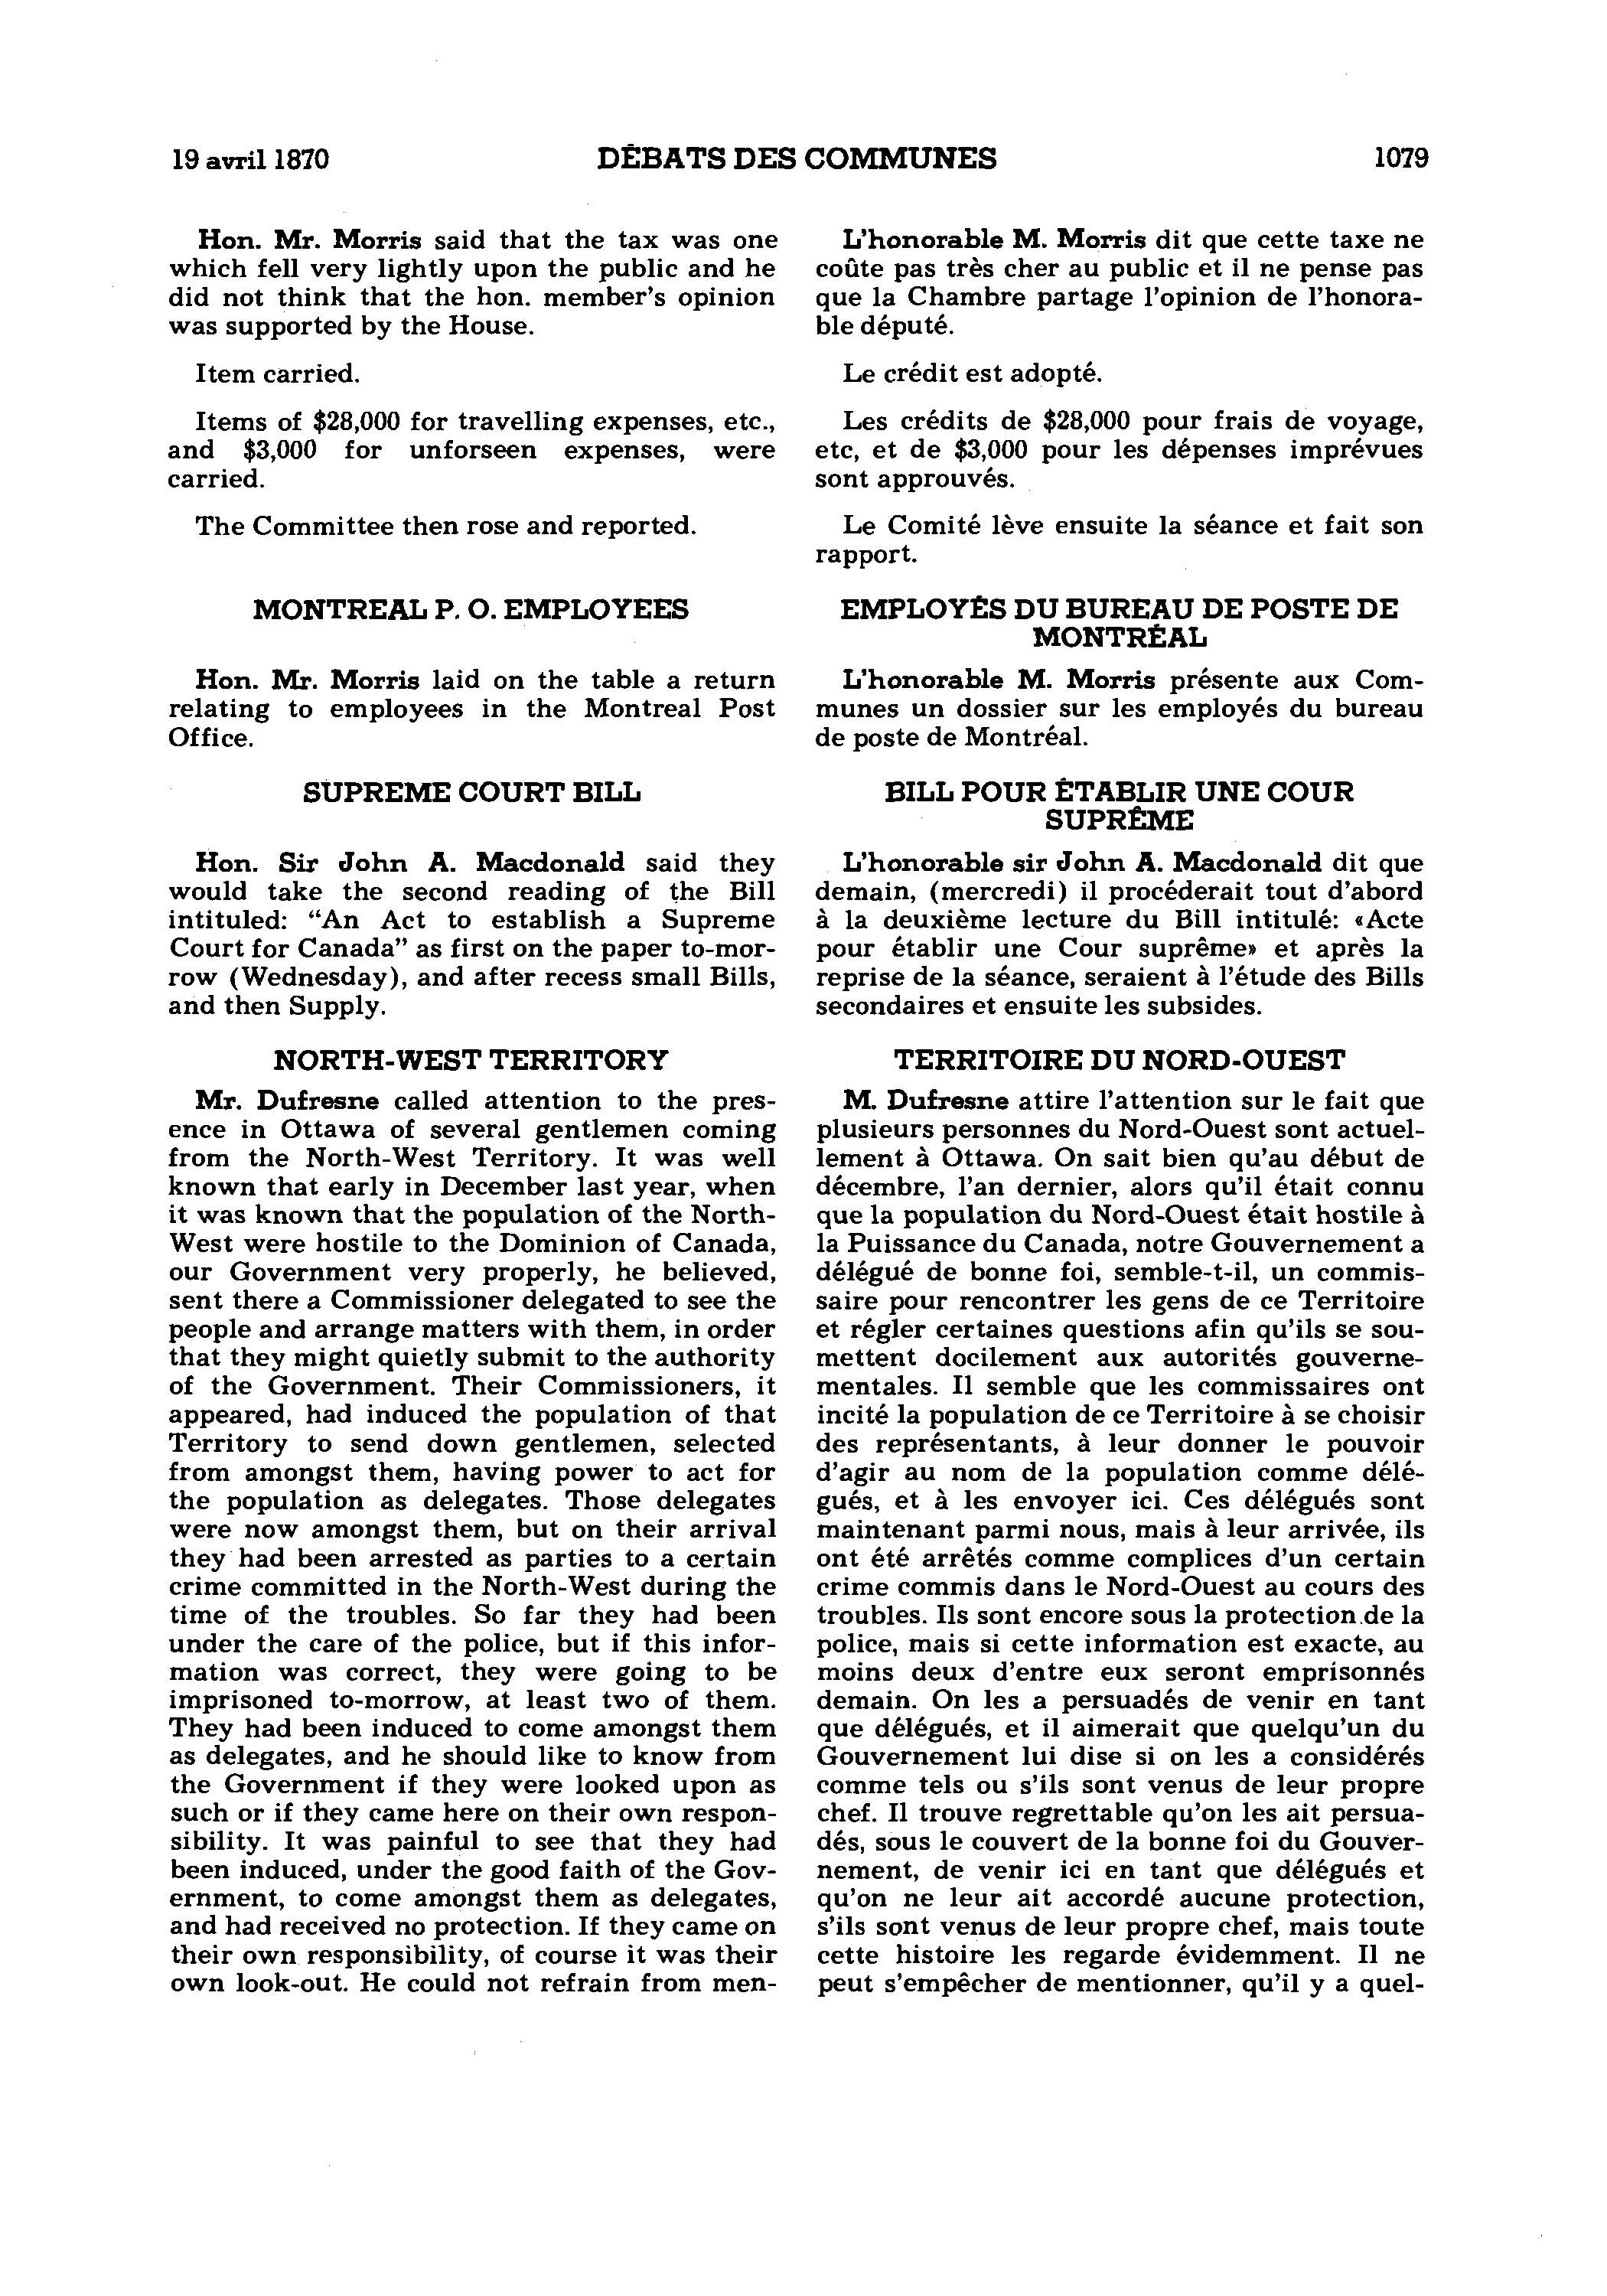 19 avril 1870 DÉBATS DES COMMUNES 1079
Hon. Mr. Morris said that the tax was one
which fell very lightly upon the public and he
did not think that the hon. member's opinion
was supported by the House.
Item carried.
Items of $28,000 for travelling expenses, etc.,
and $3,000 for unforseen expenses, were
carried.
The Committee then rose and reported.
MONTREAL P. O. EMPLOYEES
Hon. Mr. Morris laid on the table a return
relating to employees in the Montreal Post
Office.
SUPREME COURT BILL
Hon. Sir John A. Macdonald said they
would take the second reading of the Bill
intituled: “An Act to establish a Supreme
Court for Canada” as first on the paper to-mor-
row (Wednesday), and after recess small Bills,
and then Supply.
NORTH-WEST TERRITORY
Mr. Dufresne called attention to the pres-
ence in Ottawa of several gentlemen coming
from the North-West Territory. It was well
known that early in December last year, when
it was known that the population of the North-
West were hostile to the Dominion of Canada,
our Government very properly, he believed,
sent there a Commissioner delegated to see the
people and arrange matters with them, in order
that they might quietly submit to the authority
of the Government. Their Commissioners, it
appeared, had induced the population of that
Territory to send down gentlemen, selected
from amongst them, having power to act for
the population as delegates. Those delegates
were now amongst them, but on their arrival
they had been arrested as parties to a certain
crime committed in the North-West during the
time of the troubles. So far they had been
under the care of the police, but if this infor-
mation was correct, they were going to be
imprisoned to-morrow, at least two of them.
They had been induced to come amongst them
as delegates, and he should like to know from
the Government if they were looked upon as
such or if they came here on their own respon-
sibility. It was painful to see that they had
been induced, under the good faith of the Gov-
ernment, to come amongst them as delegates,
and had received no protection. If they came on
their own responsibility, of course it was their
own look-out. He could not refrain from men-
L'honorable M. Morris dit que cette taxe ne
coûte pas très cher au public et il ne pense pas
que la Chambre partage l'opinion de l'honora-
ble député.
Le crédit est adopté.
Les crédits de $28,000 pour frais de voyage,
etc, et de $3,000 pour les dépenses imprévues
sont approuvés.
Le Comité lève ensuite la séance et fait son
rapport.
EMPLOYÉS DU BUREAU DE POSTE DE
MONTRÉAL
L'honorable M. Morris présente aux Com-
munes un dossier sur les employés du bureau
de poste de Montréal.
BILL POUR ÉTABLIR UNE COUR
SUPRÊME
L'honorable sir John A. Macdonald dit que
demain, (mercredi) il procéderait tout d'abord
à la deuxième lecture du Bill intitulé: «Acte
pour établir une Cour suprême» et après la
reprise de la séance, seraient à l'étude des Bills
secondaires et ensuite les subsides.
TERRITOIRE DU NORD-OUEST
M. Dufresne attire l'attention sur le fait que
plusieurs personnes du Nord-Ouest sont actuel-
lement à Ottawa. On sait bien qu'au début de
décembre, l'an dernier, alors qu'il était connu
que la population du Nord-Ouest était hostile à
la Puissance du Canada, notre Gouvernement a
délégué de bonne foi, semble-t-il, un commis-
saire pour rencontrer les gens de ce Territoire
et régler certaines questions afin qu'ils se sou-
mettent docilement aux autorités gouverne-
mentales. Il semble que les commissaires ont
incité la population de ce Territoire à se choisir
des représentants, à leur donner le pouvoir
d'agir au nom de la population comme délé-
gués, et à les envoyer ici. Ces délégués sont
maintenant parmi nous, mais à leur arrivée, ils
ont été arrêtés comme complices d'un certain
crime commis dans le Nord-Ouest au cours des
troubles. Ils sont encore sous la protection de la
police, mais si cette information est exacte, au
moins deux d'entre eux seront emprisonnés
demain. On les a persuadés de venir en tant
que délégués, et il aimerait que quelqu'un du
Gouvernement lui dise si on les a considérés
comme tels ou s'ils sont venus de leur propre
chef. Il trouve regrettable qu'on les ait persua-
dés, sous le couvert de la bonne foi du Gouver-
nement, de venir ici en tant que délégués et
qu'on ne leur ait accordé aucune protection,
s'ils sont venus de leur propre chef, mais toute
cette histoire les regarde évidemment. Il ne
peut s'empêcher de mentionner, qu'il y a quel-